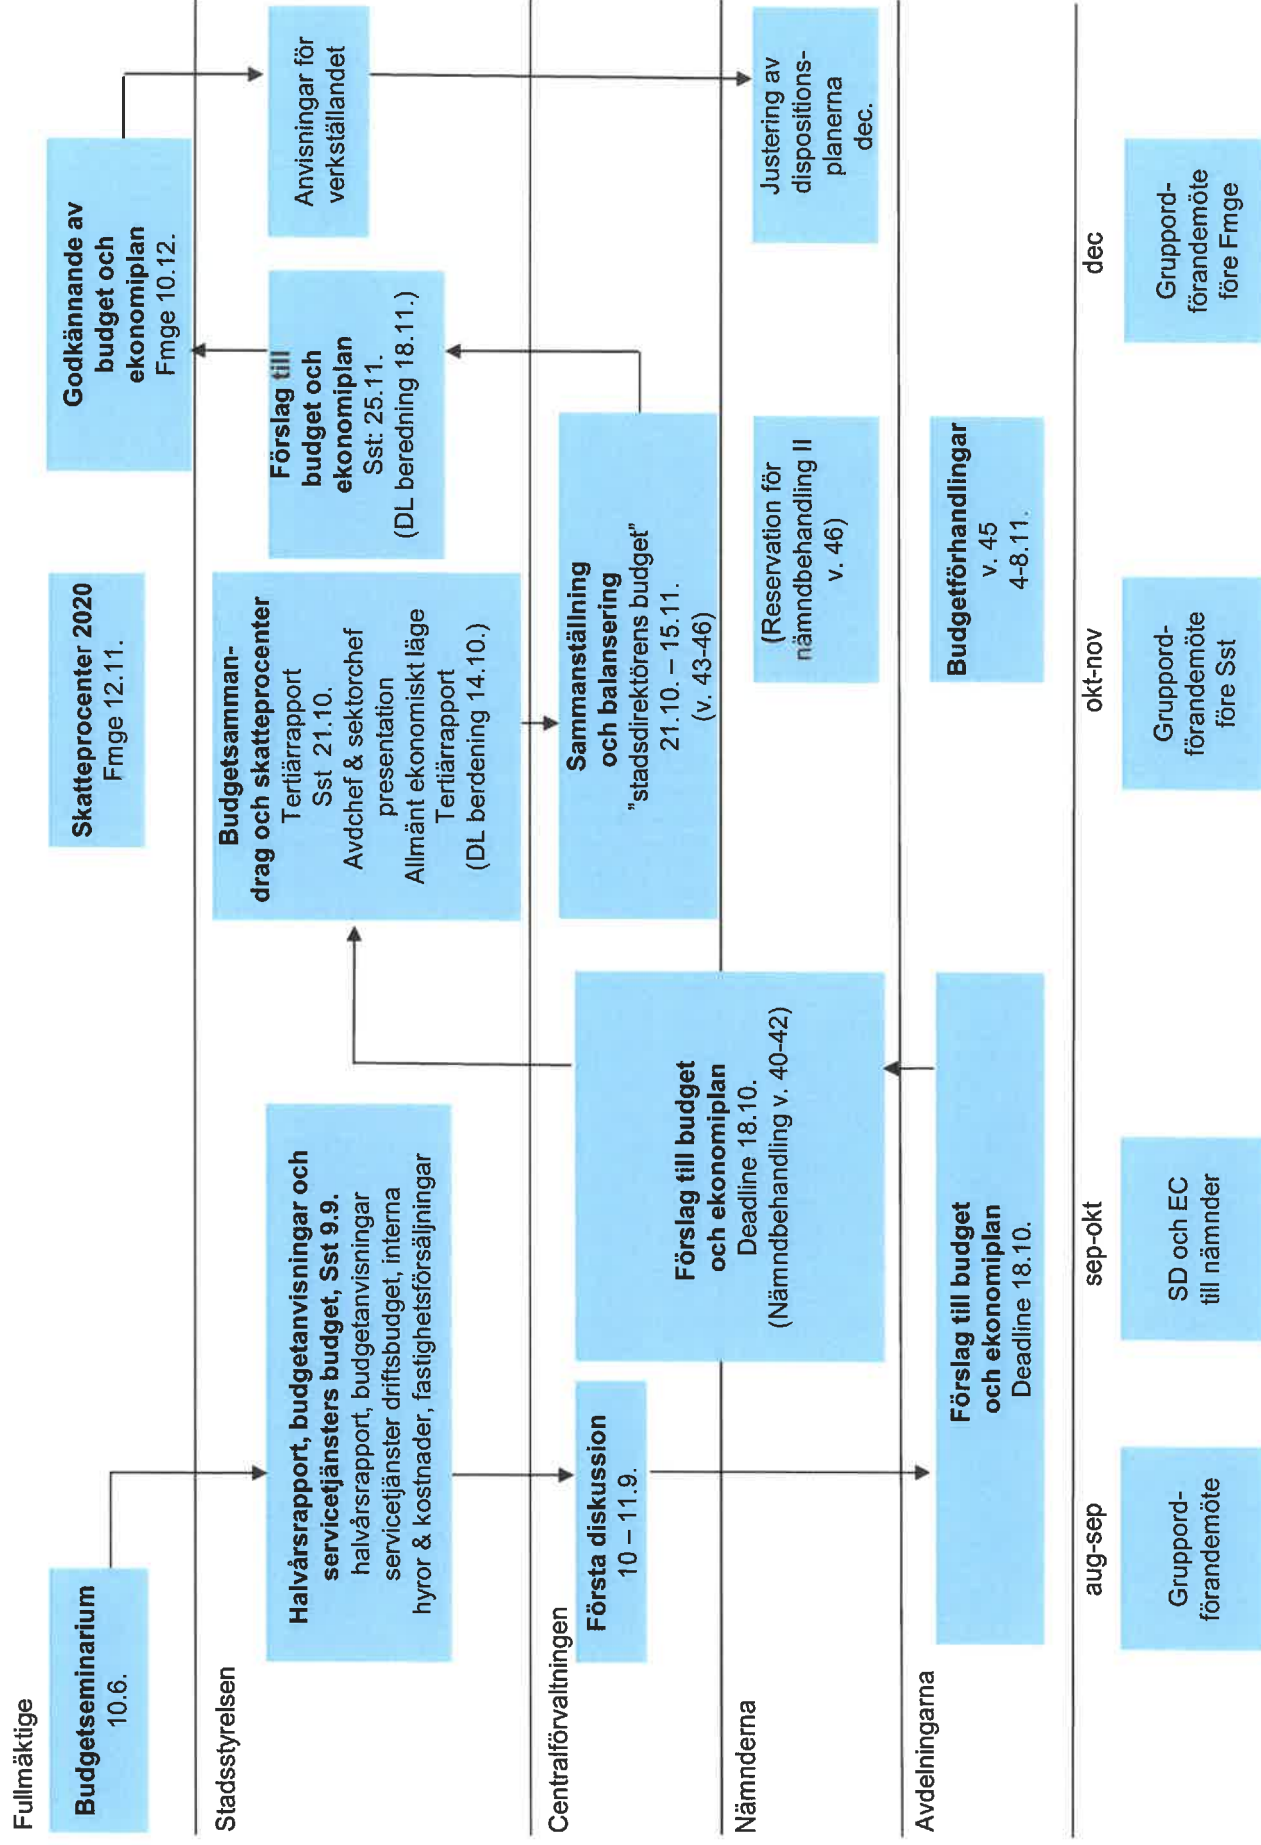 Fullmäktige
Budgetseminarium
10.6.
Skatteprocenter 2020
Fmge 12.11.
Godkännande av
budget och
ekonomiplan
Fmge 10.12.
Stadsstyrelsen
Halvårsrapport, budgetanvisningar och
servicetjänsters budget, Sst 9.9.
halvårsrapport, budgetanvisningar
servicetjänster driftsbudget, interna
hyror & kostnader, fastighetsförsäljningar
Budgetsamman-
drag och skatteprocenter
Tertiärrapport
Sst 21.10.
Avdchef & sektorchef
presentation
Allmänt ekonomiskt läge
Tertiärrapport
(DL berdening 14.10.)
Förslag till
budget och
ekonomiplan
Sst 25.11.
(DL beredning 18.11.)
Anvisningar för
verkställandet
Centralförvaltningen
Första diskussion
10 – 11.9.
Sammanställning
och balansering
”stadsdirektörens budget”
21.10. – 15.11.
(v. 43-46)
Nämnderna
Förslag till budget
och ekonomiplan
Deadline 18.10.
(Nämndbehandling v. 40-42)
(Reservation för
nämndbehandling II
v. 46)
Justering av
dispositions-
planerna
dec.
Avdelningarna
Förslag till budget
och ekonomiplan
Deadline 18.10.
Budgetförhandlingar
v. 45
4-8.11.
aug-sep
sep-okt
okt-nov
dec
Gruppord-
förandemöte
SD och EC
till nämnder
Gruppord-
förandemöte
före Sst
Gruppord-
förandemöte
före Fmge